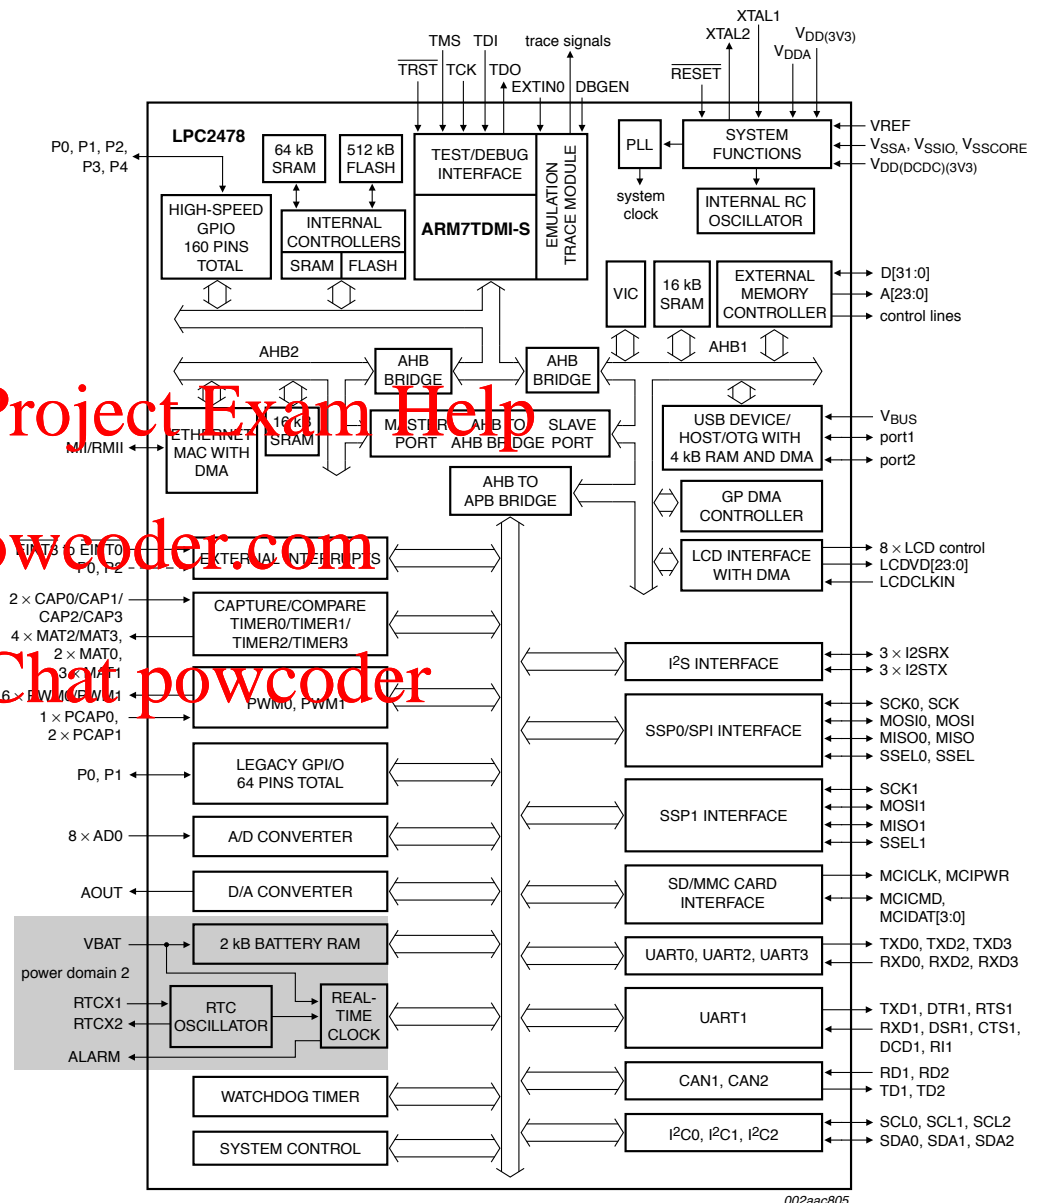 XTAL1
XTAL2
VDD(3V3)
VDDA
TMS TDI
trace signals
TRST TCK TDO
RESET
EXTIN0 DBGEN
LPC2478
P0, P1, P2,
P3, P4
64 kB
SRAM
512 kB
FLASH
TEST/DEBUG
INTERFACE
ARM7TDMI-S
EMULATION
TRACE MODULE
PLL
system
clock
SYSTEM
FUNCTIONS
VREF
VSSA, VSSIO, VSSCORE
VDD(DCDC)(3V3)
INTERNAL RC
OSCILLATOR
HIGH-SPEED
GPIO
160 PINS
TOTAL
INTERNAL
CONTROLLERS
SRAM FLASH
VIC
16 kB
SRAM
EXTERNAL
MEMORY
CONTROLLER
D[31:0]
A[23:0]
control lines
AHB2
AHB
BRIDGE
AHB
BRIDGE
AHB1
Project Exam Help
MII/RMII
ETHERNET
MAC WITH
DMA
16 kB
SRAM
MASTER AHB TO SLAVE
PORT AHB BRIDGE PORT
USB DEVICE/
HOST/OTG WITH
4 kB RAM AND DMA
VBUS
port1
port2
AHB TO
APB BRIDGE
GP DMA
CONTROLLER
LCD INTERFACE
WITH DMA
8 × LCD control
LCDVD[23:0]
LCDCLKIN
owcoder.com
EINT3 to EINT0
P0, P2
EXTERNAL INTERRUPTS
2 × CAP0/CAP1/
CAP2/CAP3
4 × MAT2/MAT3,
2 × MAT0,
3 × MAT1
CAPTURE/COMPARE
TIMER0/TIMER1/
TIMER2/TIMER3
I2S INTERFACE
3 × I2SRX
3 × I2STX
Chat powcoder
6 × PWM0/PWM1
1 × PCAP0,
2 × PCAP1
PWM0, PWM1
SSP0/SPI INTERFACE
SCK0, SCK
MOSI0, MOSI
MISO0, MISO
SSEL0, SSEL
P0, P1
LEGACY GPI/O
64 PINS TOTAL
SSP1 INTERFACE
SCK1
MOSI1
MISO1
SSEL1
8 × AD0
A/D CONVERTER
AOUT
D/A CONVERTER
SD/MMC CARD
INTERFACE
MCICLK, MCIPWR
MCICMD,
MCIDAT[3:0]
VBAT
2 kB BATTERY RAM
power domain 2
UART0, UART2, UART3
TXD0, TXD2, TXD3
RXD0, RXD2, RXD3
RTCX1
RTCX2
RTC
OSCILLATOR
REAL-
TIME
CLOCK
ALARM
UART1
TXD1, DTR1, RTS1
RXD1, DSR1, CTS1,
DCD1, RI1
WATCHDOG TIMER
CAN1, CAN2
RD1, RD2
TD1, TD2
SYSTEM CONTROL
I2C0, I2C1, I2C2
SCL0, SCL1, SCL2
SDA0, SDA1, SDA2
002aac805